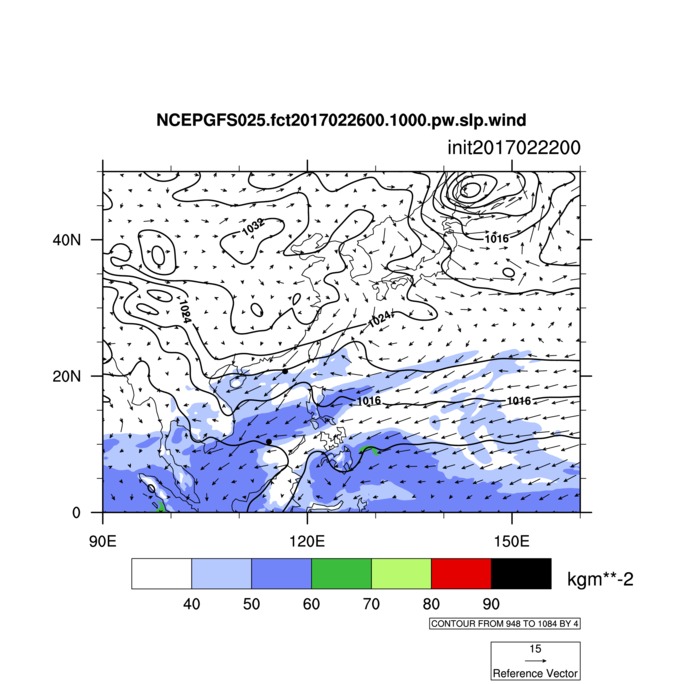 NCEPGFS025.fct2017022600.1000.pw.slp.wind
init2017022200
40N
20N
0
90E
120E
150E
1032
1016
1024
1024
1016
1016
40
50
60
70
80
90
kgm**-2
CONTOUR FROM 948 TO 1084 BY 4
15
Reference Vector